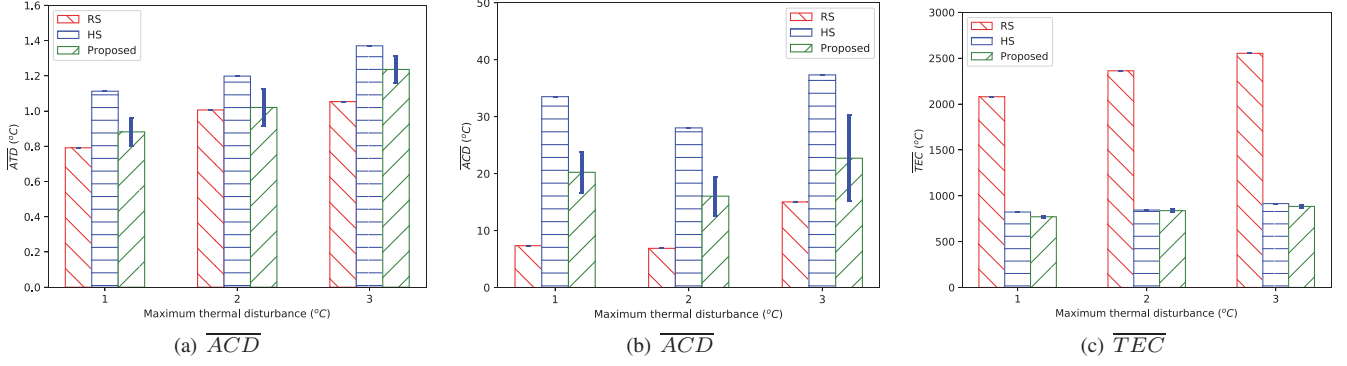 1.6
1.4
1.2
1.0
0.8
0.6
0.4
0.2
0.0
ATD (°C)
RS
HS
Proposed
1 2 3
Maximum thermal disturbance (°C)
(a) ACD
50
40
30
20
10
0
ACD (°C)
RS
HS
Proposed
1 2 3
Maximum thermal disturbance (°C)
(b) ACD
3000
2500
2000
1500
1000
500
0
TEC (°C)
RS
HS
Proposed
1 2 3
Maximum thermal disturbance (°C)
(c) TEC